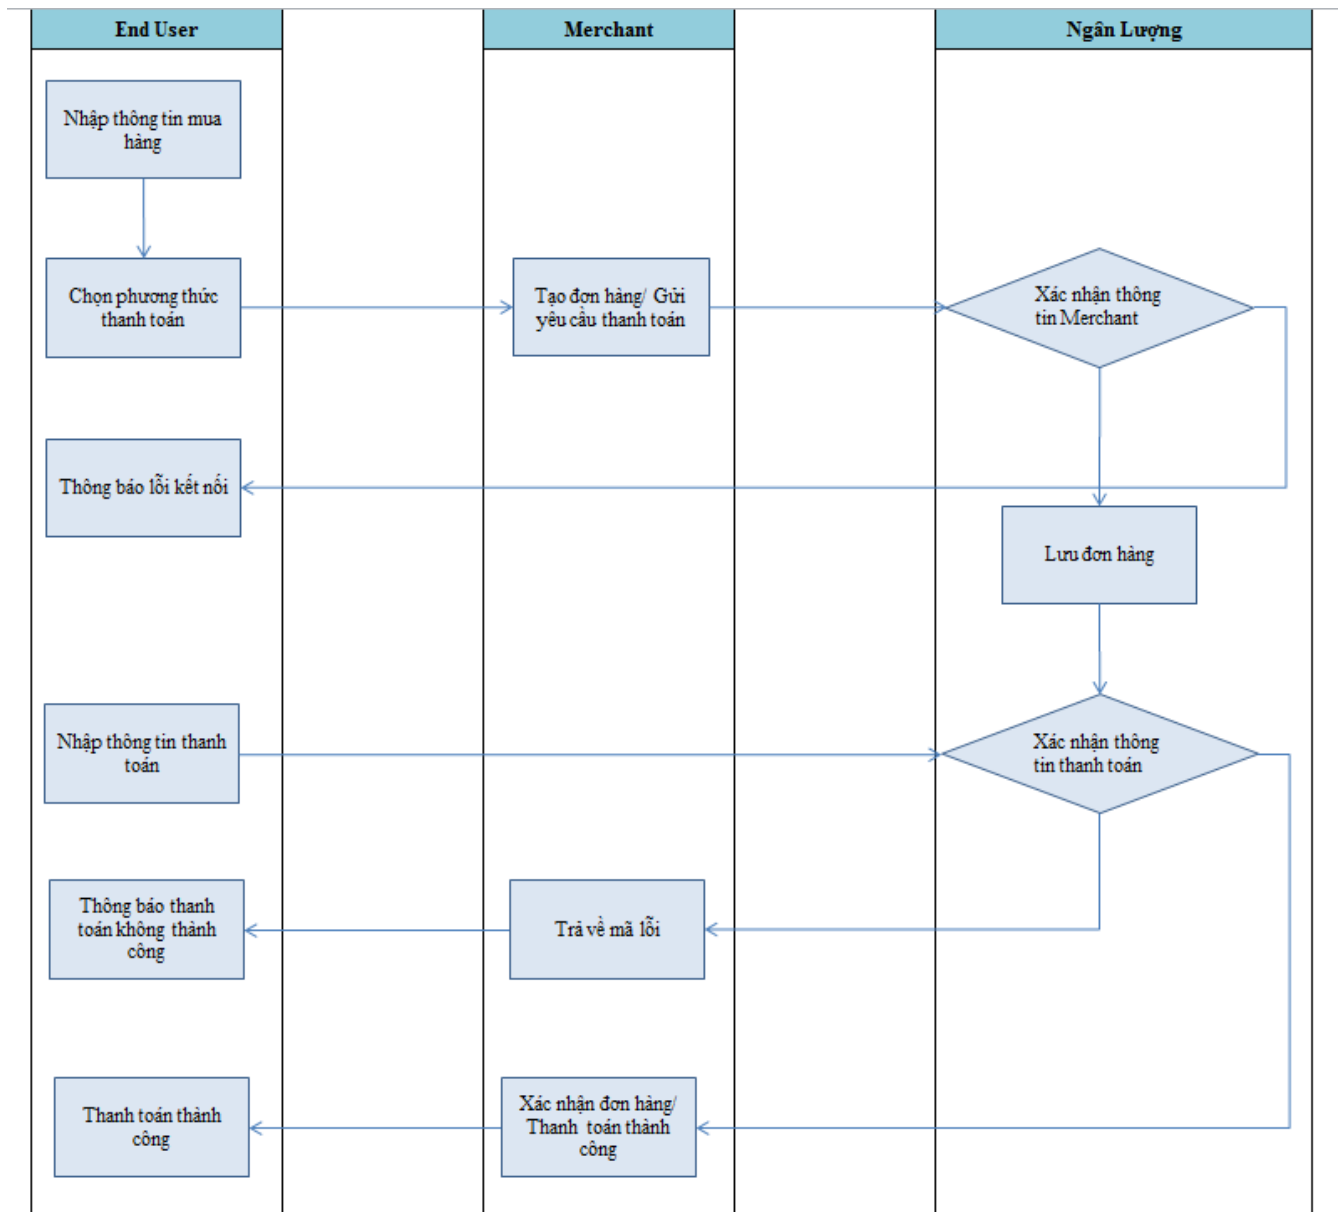 End User
Merchant
Ngân Lượng
Nhập thông tin mua
hàng
Chọn phương thức
thanh toán
Tạo đơn hàng/ Gửi
yêu cầu thanh toán
Xác nhận thông
tin Merchant
Thông báo lỗi kết nối
Lưu đơn hàng
Nhập thông tin thanh
toán
Xác nhận thông
tin thanh toán
Thông báo thanh
toán không thành
công
Trả về mã lỗi
Thanh toán thành
công
Xác nhận đơn hàng/
Thanh toán thành
công